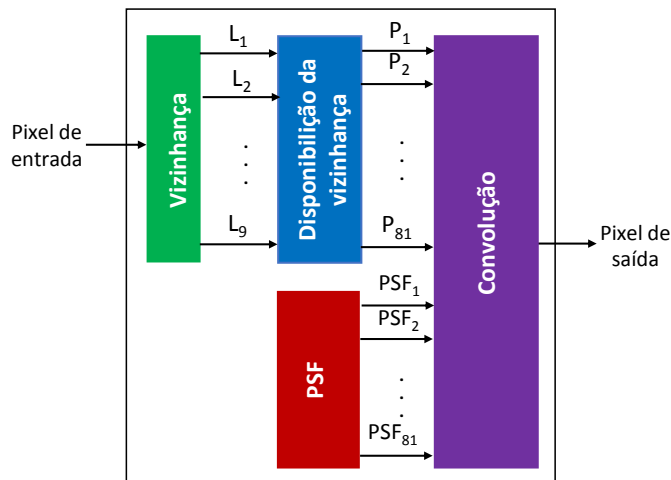 Pixel de
entrada
Vizinhança
L1
L2
.
.
.
L9
Disponibilição da
vizinhança
P1
P2
.
.
.
P81
PSF
PSF1
PSF2
.
.
.
PSF81
Convolução
Pixel de
saída